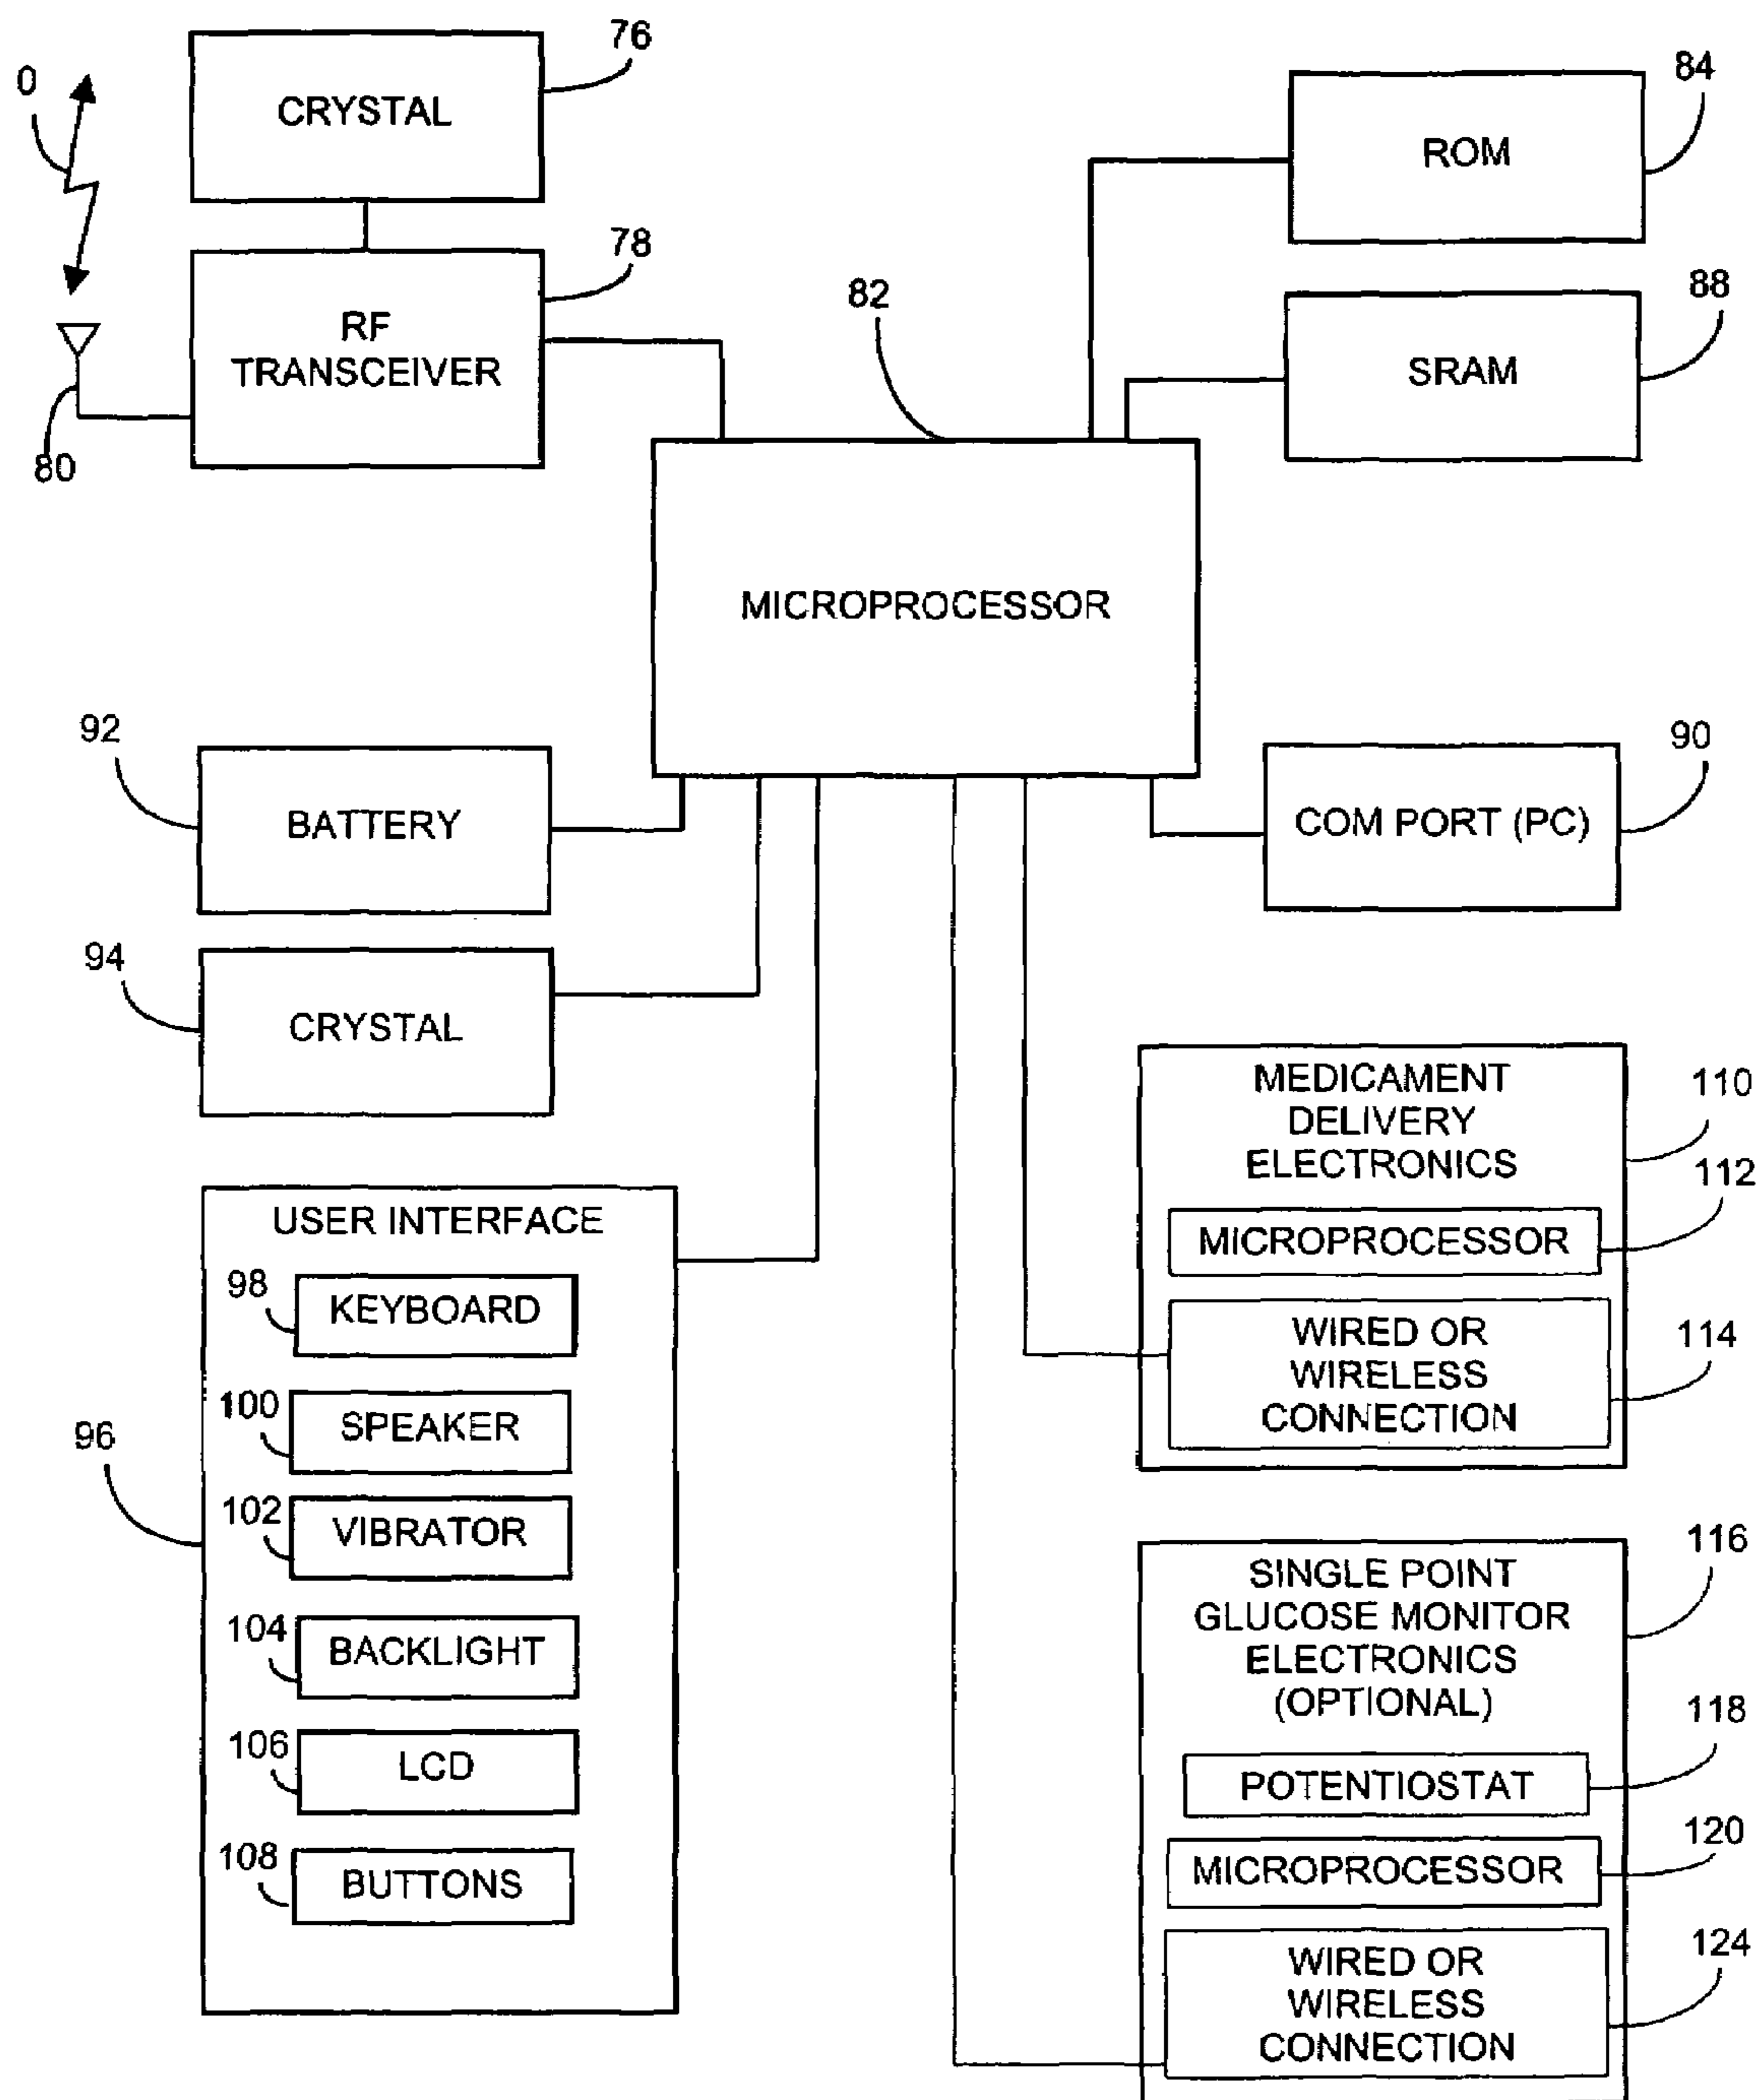 76
0
CRYSTAL
84
ROM
78
RF
TRANSCEIVER
80
82
88
SRAM
MICROPROCESSOR
92
BATTERY
90
COM PORT (PC)
94
CRYSTAL
96
USER INTERFACE
98
KEYBOARD
100
SPEAKER
102
VIBRATOR
104
BACKLIGHT
106
LCD
108
BUTTONS
MEDICAMENT
DELIVERY
ELECTRONICS
110
112
MICROPROCESSOR
WIRED OR
WIRELESS
CONNECTION
114
SINGLE POINT
GLUCOSE MONITOR
ELECTRONICS
(OPTIONAL)
116
118
POTENTIOSTAT
120
MICROPROCESSOR
WIRED OR
WIRELESS
CONNECTION
124